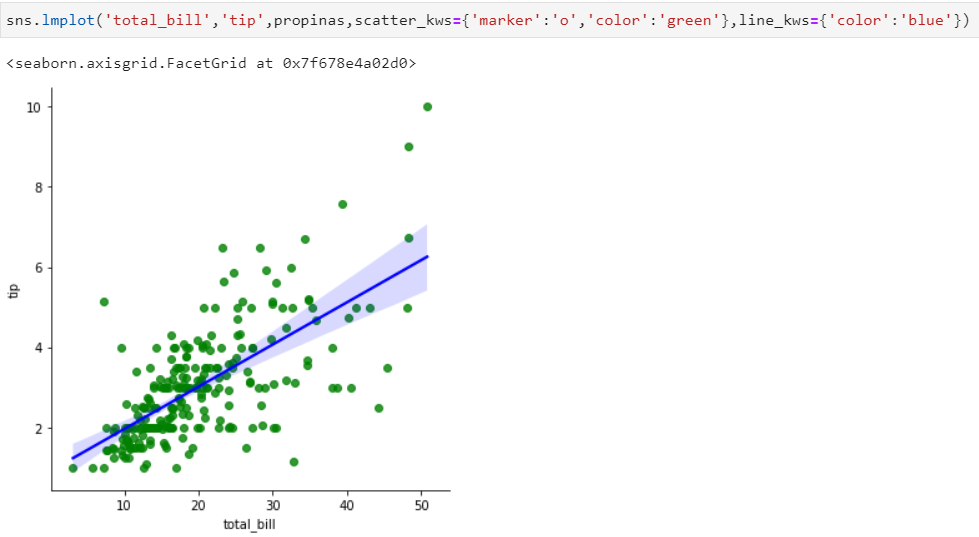 sns.lmplot('total_bill','tip',propinas,scatter_kws={'marker':'o','color':'green'},line_kws={'color':'blue'})
<seaborn.axisgrid.FacetGrid at 0x7f678e4a02d0>
10
8
6
4
2
tip
10 20 30 40 50
total_bill